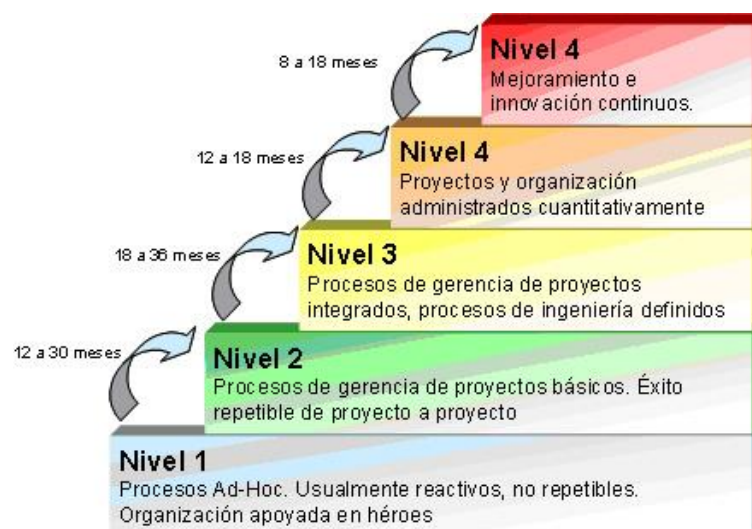 8 a 18 meses
Nivel 4
Mejoramiento e
innovación continuos.
12 a 18 meses
Nivel 4
Proyectos y organización
administrados cuantitativamente
18 a 36 meses
Nivel 3
Procesos de gerencia de proyectos
integrados, procesos de ingeniería definidos
12 a 30 meses
Nivel 2
Procesos de gerencia de proyectos básicos. Éxito
repetible de proyecto a proyecto
Nivel 1
Procesos Ad-Hoc. Usualmente reactivos, no repetibles.
Organización apoyada en héroes